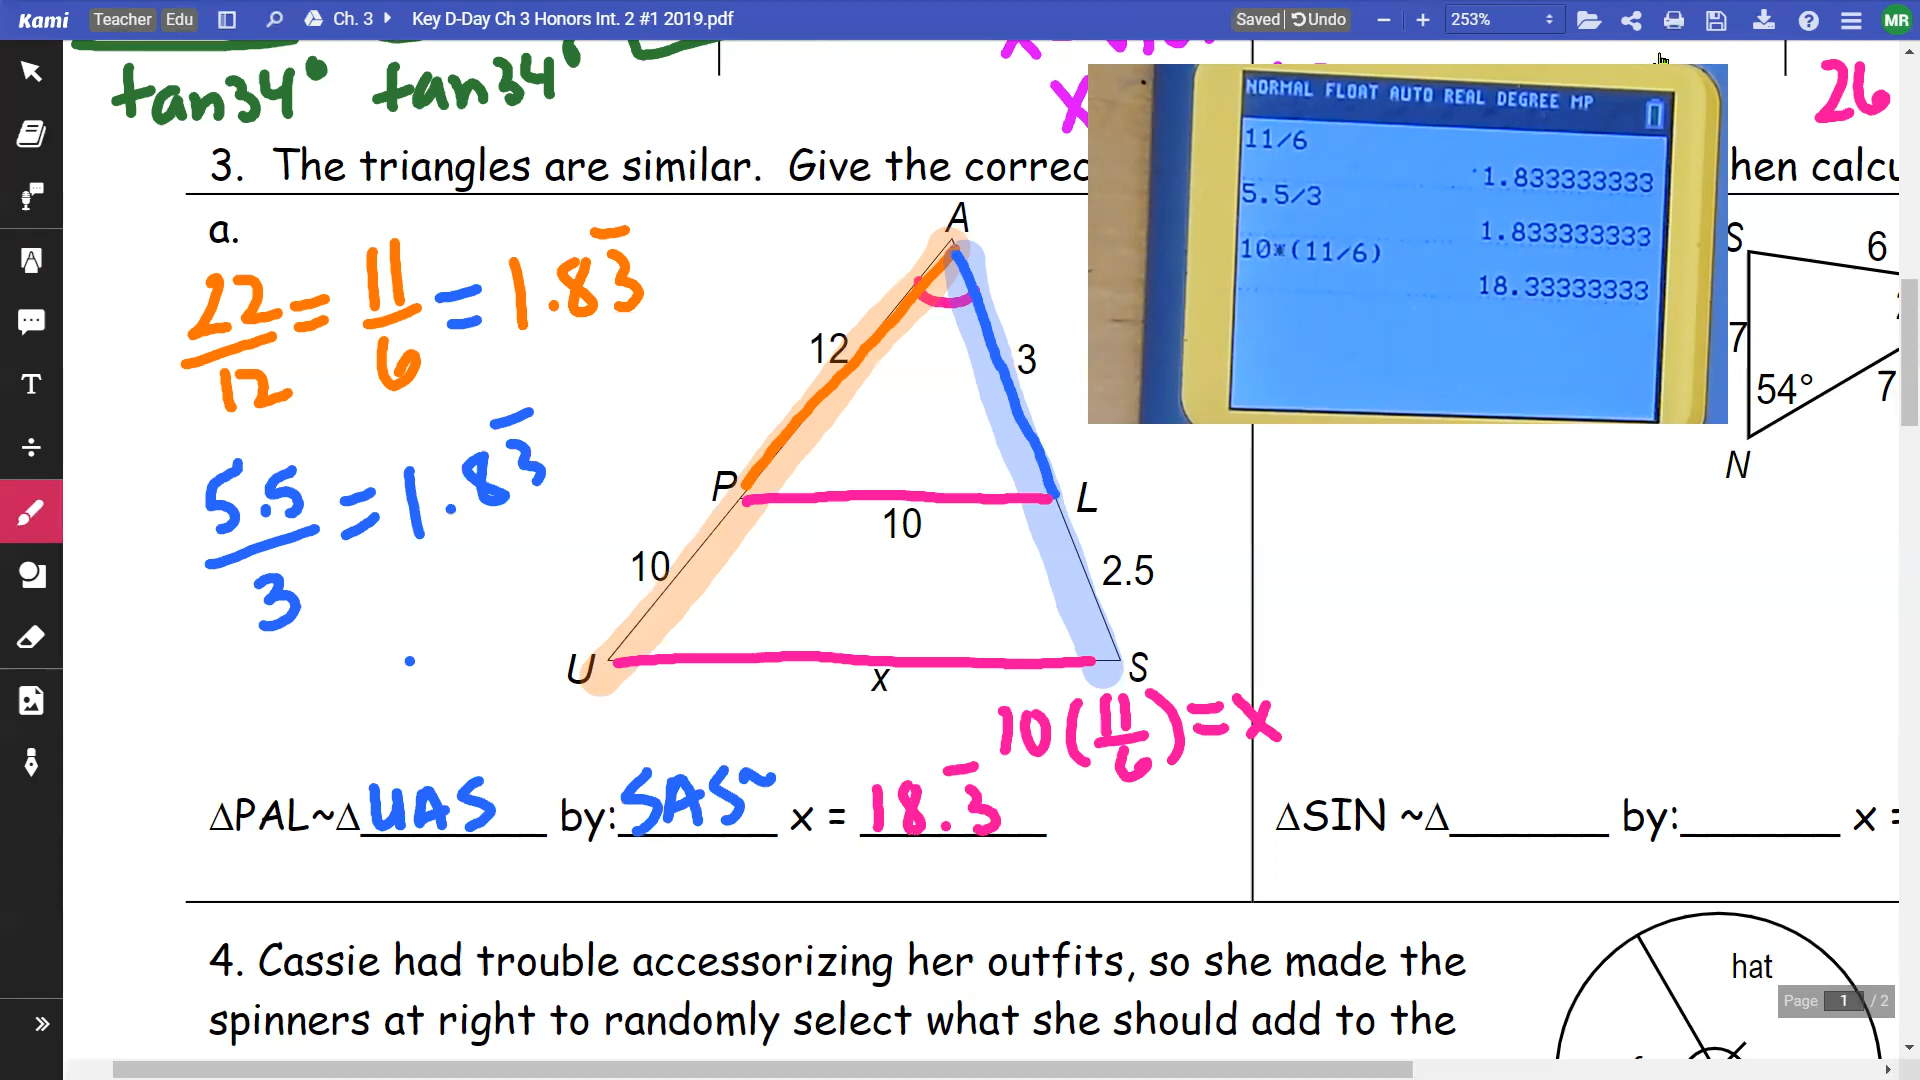 Kami Teacher Edu Ch. 3 Key D-Day Ch 3 Honors Int. 2 #1 2019.pdf Saved Undo 253% MR
tan34° tan34°
x
26
NORMAL FLOAT AUTO REAL DEGREE MP
11/6
1.833333333
5.5/3
1.833333333
10*(11/6)
18.33333333
3. The triangles are similar. Give the correc
hen calcu
a.
22/12 = 11/6 = 1.83̅
5.5/3 = 1.83̅
A
12
3
P
L
10
10
2.5
U
S
x
S
6
7
54°
7
N
10(11/6)=x
ΔPAL~Δ UAS by: SAS~ x = 18.3̅
ΔSIN ~Δ_______ by:_______ x =
4. Cassie had trouble accessorizing her outfits, so she made the
spinners at right to randomly select what she should add to the
hat
Page 1 / 2